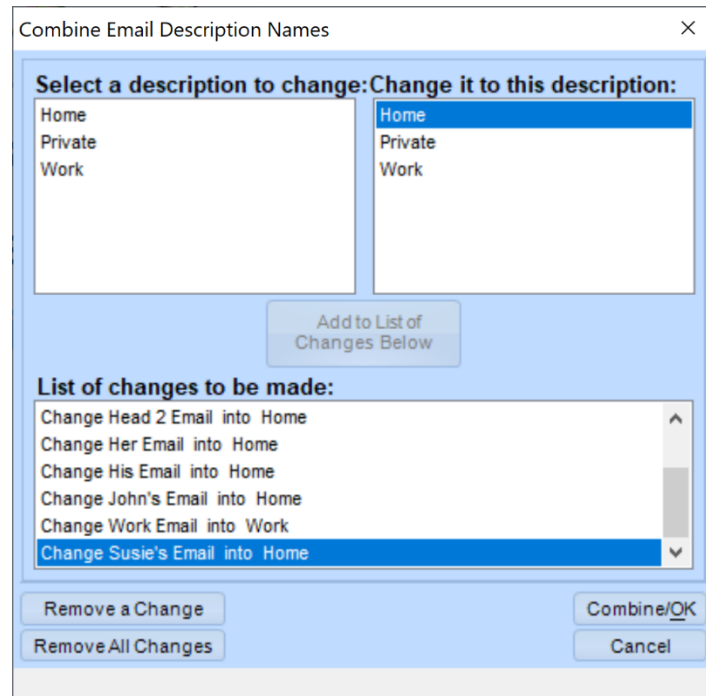 Combine Email Description Names
Select a description to change:
Change it to this description:
Home
Private
Work
Home
Private
Work
Add to List of
Changes Below
List of changes to be made:
Change Head 2 Email into Home
Change Her Email into Home
Change His Email into Home
Change John's Email into Home
Change Work Email into Work
Change Susie's Email into Home
Remove a Change
Combine/OK
Remove All Changes
Cancel